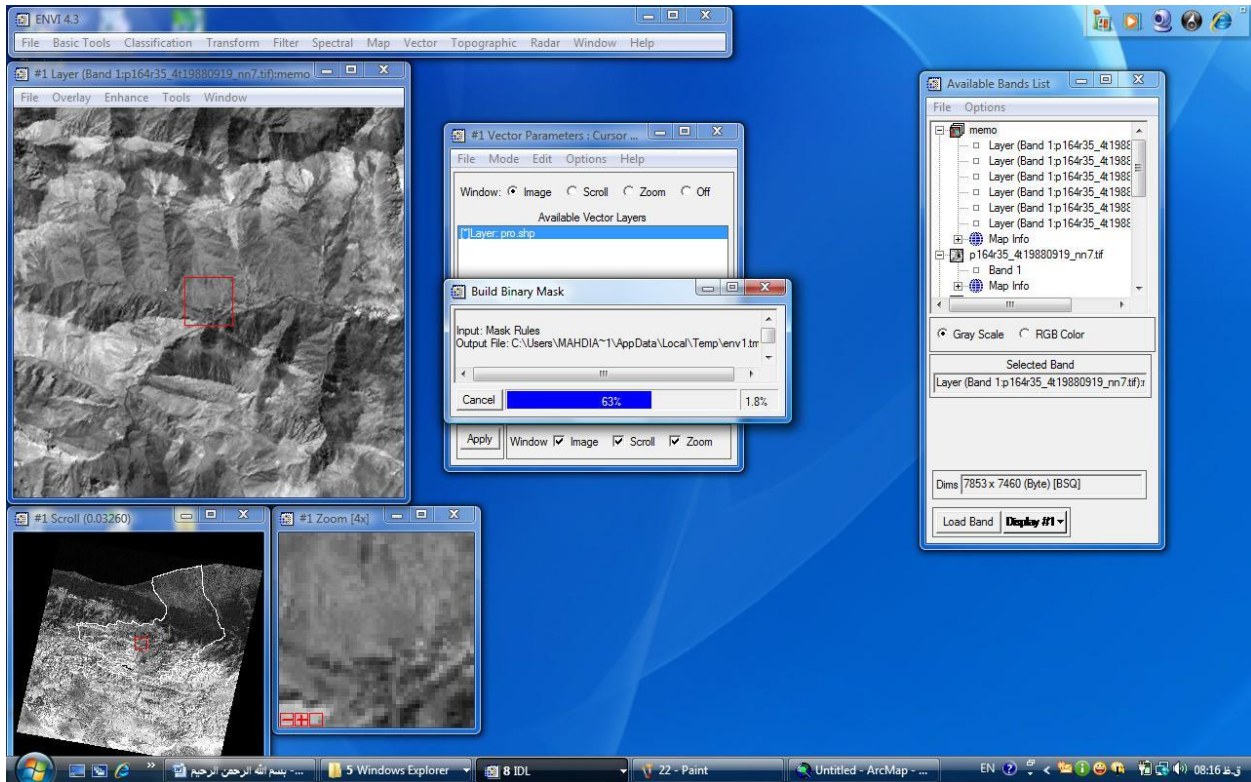 ENVI 4.3
File Basic Tools Classification Transform Filter Spectral Map Vector Topographic Radar Window Help
#1 Layer (Band 1:p164r35_4t19880919_nn7.tif):memo
File Overlay Enhance Tools Window
#1 Vector Parameters : Cursor ...
File Mode Edit Options Help
Window: Image Scroll Zoom Off
Available Vector Layers
[*]Layer: pro.shp
Build Binary Mask
Input: Mask Rules
Output File: C:\Users\MAHDIA~1\AppData\Local\Temp\env1.tm
Cancel 63% 1.8%
Apply Window Image Scroll Zoom
Available Bands List
File Options
memo
Layer (Band 1:p164r35_4t1988
Layer (Band 1:p164r35_4t1988
Layer (Band 1:p164r35_4t1988
Layer (Band 1:p164r35_4t1988
Layer (Band 1:p164r35_4t1988
Layer (Band 1:p164r35_4t1988
Map Info
p164r35_4t19880919_nn7.tif
Band 1
Map Info
Gray Scale RGB Color
Selected Band
Layer (Band 1:p164r35_4t19880919_nn7.tif):r
Dims 7853 x 7460 (Byte) [BSQ]
Load Band Display #1
#1 Scroll (0.03260)
#1 Zoom [4x]
بسم الله الرحمن الرحيم -...
5 Windows Explorer
8 IDL
22 - Paint
Untitled - ArcMap - ...
EN
08:16 ق.ظ